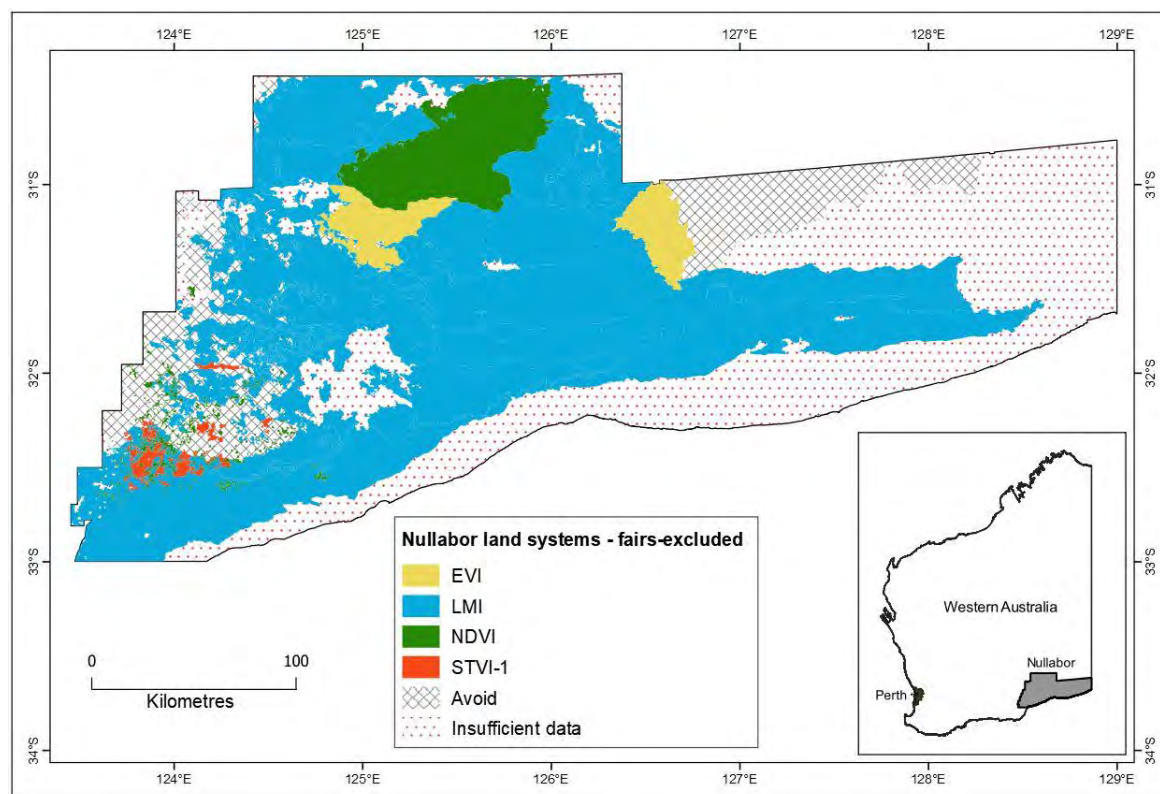 124°E 125°E 126°E 127°E 128°E 129°E
31°S 31°S
32°S 32°S
33°S 33°S
34°S 34°S
Nullabor land systems - fairs-excluded
EVI
LMI
NDVI
STVI-1
Avoid
Insufficient data
0 100
Kilometres
Western Australia
Nullabor
Perth
124°E 125°E 126°E 127°E 128°E 129°E